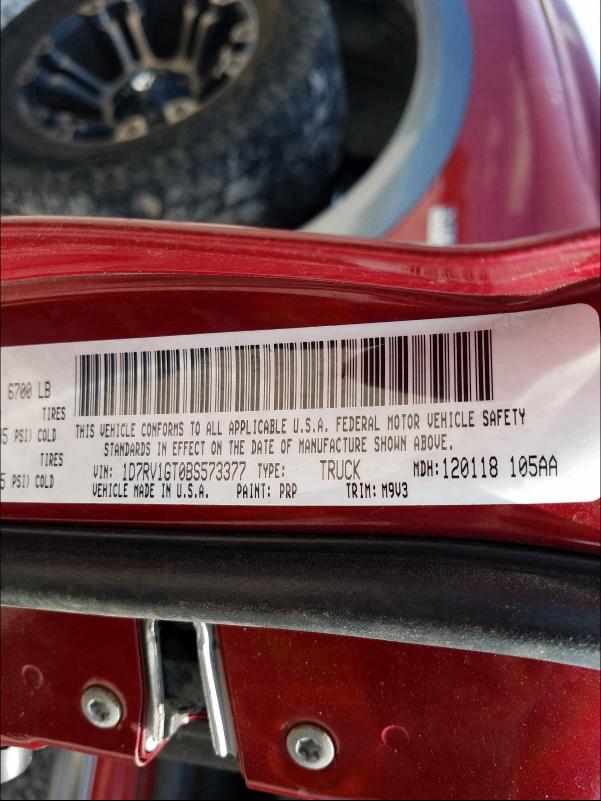 6700 LB
TIRES
5 PSI) COLD
TIRES
5 PSI) COLD
THIS VEHICLE CONFORMS TO ALL APPLICABLE U.S.A. FEDERAL MOTOR VEHICLE SAFETY
STANDARDS IN EFFECT ON THE DATE OF MANUFACTURE SHOWN ABOVE.
VIN: 1D7RV1GT0BS573377 TYPE: TRUCK MDH:120118 105AA
VEHICLE MADE IN U.S.A. PAINT: PRP TRIM: M9V3